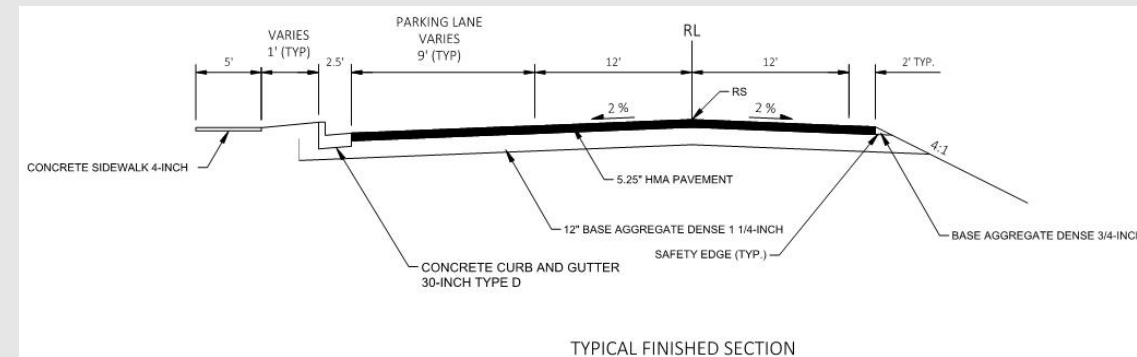 VARIES
1' (TYP)
PARKING LANE
VARIES
9' (TYP)
RL
5'
2.5'
12'
12'
2' TYP.
RS
2 %
2 %
4:1
CONCRETE SIDEWALK 4-INCH
5.25" HMA PAVEMENT
12" BASE AGGREGATE DENSE 1 1/4-INCH
BASE AGGREGATE DENSE 3/4-INCH
SAFETY EDGE (TYP.)
CONCRETE CURB AND GUTTER
30-INCH TYPE D
TYPICAL FINISHED SECTION